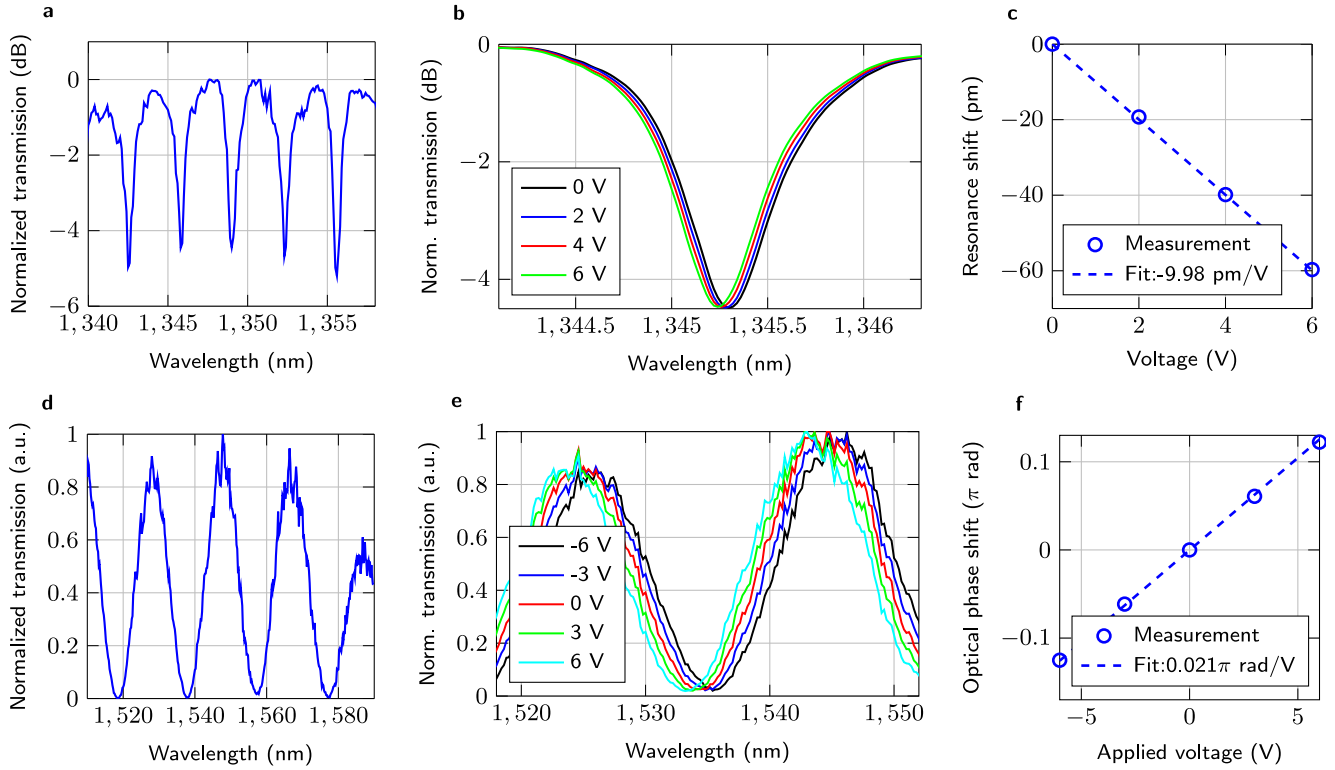 a
Normalized transmission (dB)
0
−2
−4
−6
1,340
1,345
1,350
1,355
Wavelength (nm)
b
Norm. transmission (dB)
0
−2
−4
0 V
2 V
4 V
6 V
1,344.5
1,345
1,345.5
1,346
Wavelength (nm)
c
Resonance shift (pm)
0
−20
−40
−60
Measurement
Fit:-9.98 pm/V
0
2
4
6
Voltage (V)
d
Normalized transmission (a.u.)
1
0.8
0.6
0.4
0.2
0
1,520
1,540
1,560
1,580
Wavelength (nm)
e
Norm. transmission (a.u.)
1
0.8
0.6
0.4
0.2
0
-6 V
-3 V
0 V
3 V
6 V
1,520
1,530
1,540
1,550
Wavelength (nm)
f
Optical phase shift (π rad)
0.1
0
−0.1
Measurement
Fit:0.021π rad/V
−5
0
5
Applied voltage (V)